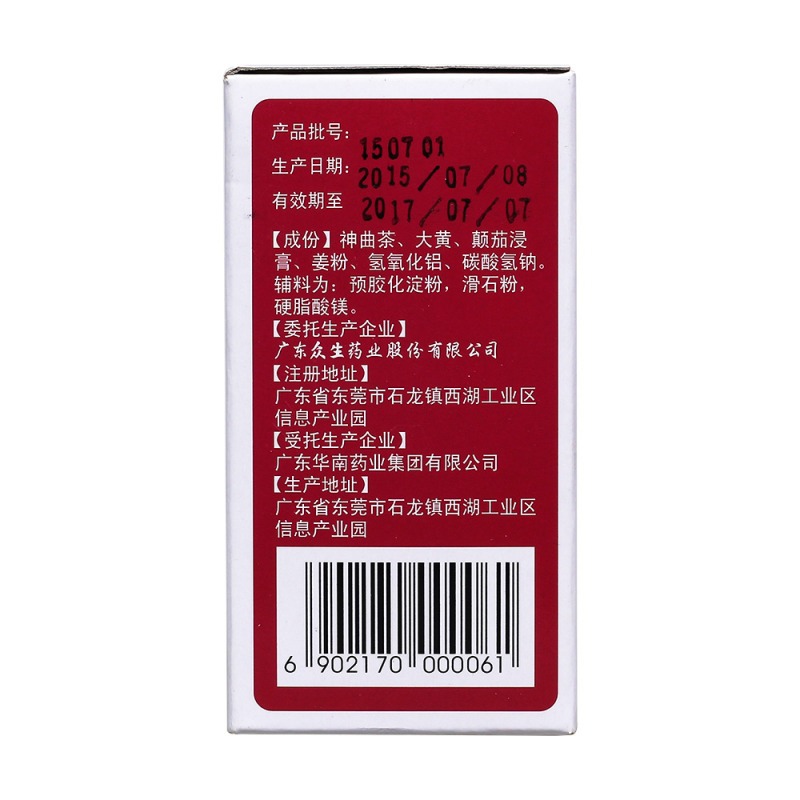 产品批号：150701
生产日期：2015/07/08
有效期至 2017/07/07
【成份】神曲茶、大黄、颠茄浸
膏、姜粉、氢氧化铝、碳酸氢钠。
辅料为：预胶化淀粉，滑石粉，
硬脂酸镁。
【委托生产企业】
广东众生药业股份有限公司
【注册地址】
广东省东莞市石龙镇西湖工业区
信息产业园
【受托生产企业】
广东华南药业集团有限公司
【生产地址】
广东省东莞市石龙镇西湖工业区
信息产业园
6 902170 000061